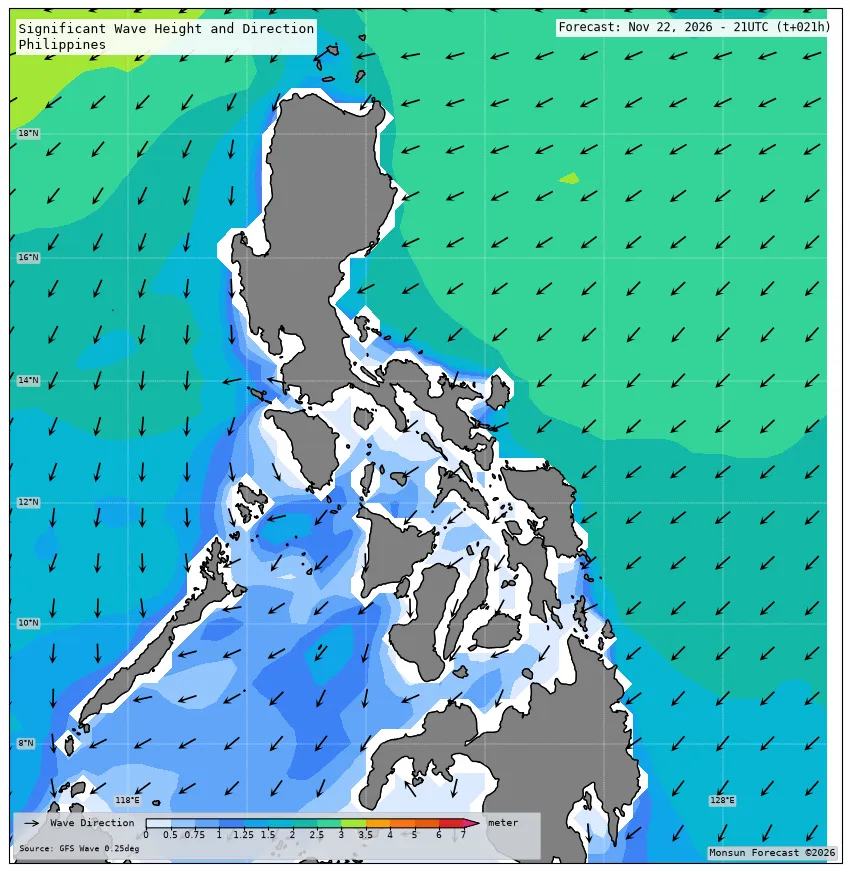 Significant Wave Height and Direction
Philippines
Forecast: Nov 22, 2026 - 21UTC (t+021h)
18°N
16°N
14°N
12°N
10°N
8°N
118°E
128°E
Wave Direction
0 0.5 0.75 1 1.25 1.5 2 2.5 3 3.5 4 5 6 7
meter
Source: GFS Wave 0.25deg
Monsun Forecast ©2026